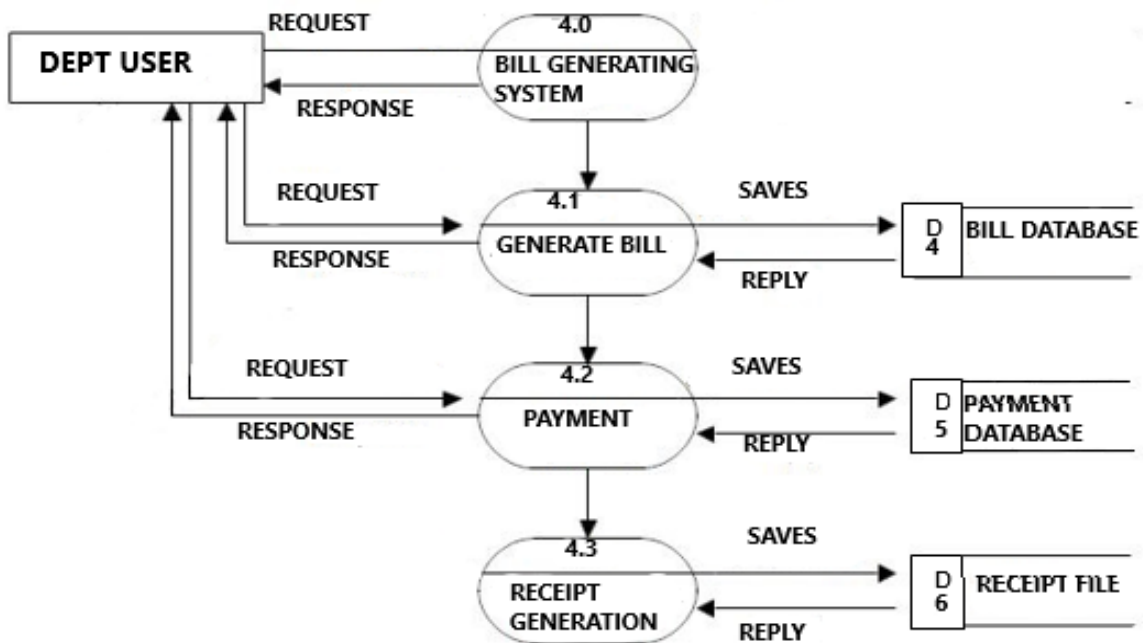 REQUEST
4.0
DEPT USER
BILL GENERATING
SYSTEM
RESPONSE
REQUEST
4.1
SAVES
GENERATE BILL
RESPONSE
REPLY
D
4
BILL DATABASE
REQUEST
4.2
SAVES
PAYMENT
RESPONSE
REPLY
D
5
PAYMENT
DATABASE
4.3
SAVES
RECEIPT
GENERATION
REPLY
D
6
RECEIPT FILE